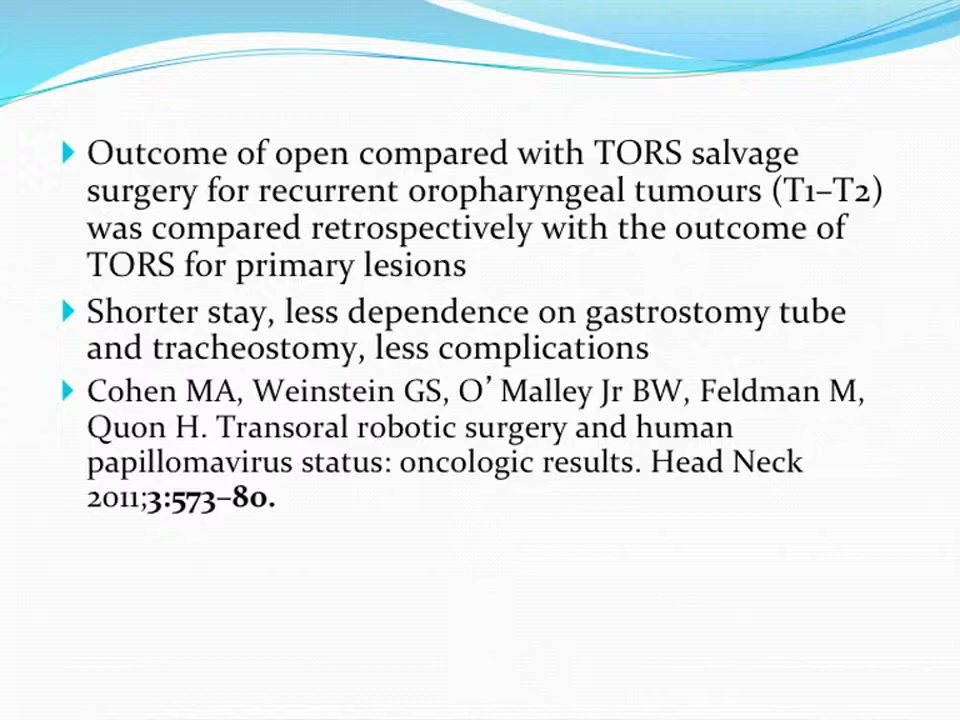 Outcome of open compared with TORS salvage
surgery for recurrent oropharyngeal tumours (T1–T2)
was compared retrospectively with the outcome of
TORS for primary lesions
Shorter stay, less dependence on gastrostomy tube
and tracheostomy, less complications
Cohen MA, Weinstein GS, O’ Malley Jr BW, Feldman M,
Quon H. Transoral robotic surgery and human
papillomavirus status: oncologic results. Head Neck
2011;3:573–80.